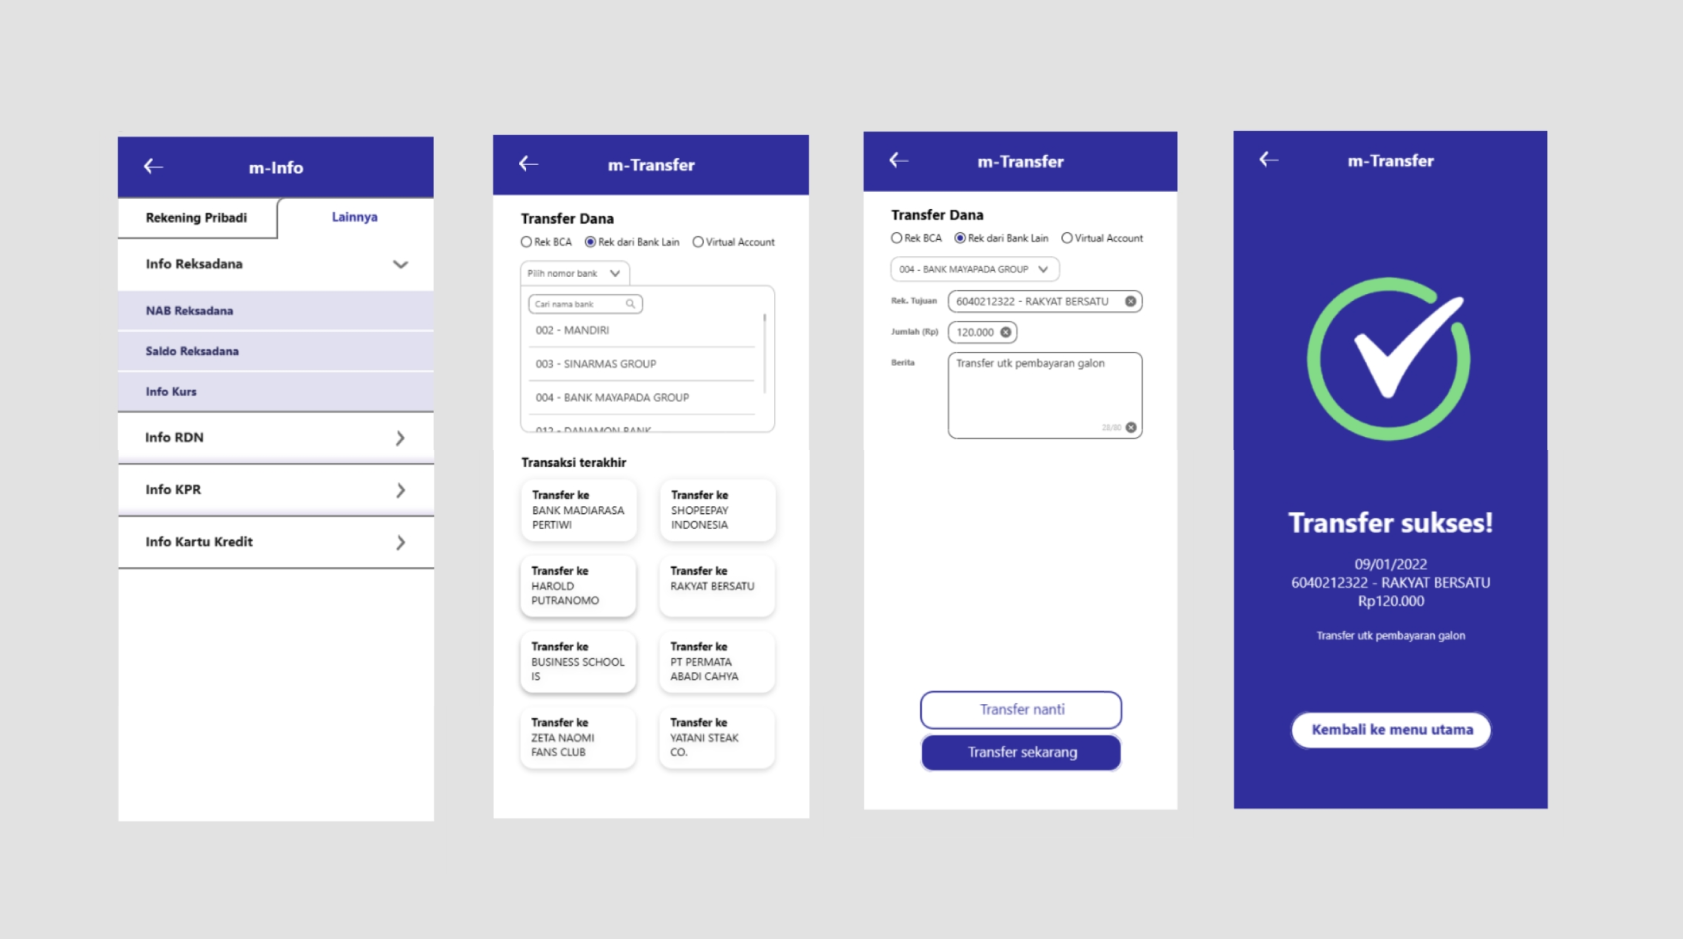 m-Info
Rekening Pribadi
Lainnya
Info Reksadana
NAB Reksadana
Saldo Reksadana
Info Kurs
Info RDN
Info KPR
Info Kartu Kredit
m-Transfer
Transfer Dana
Rek BCA
Rek dari Bank Lain
Virtual Account
Pilih nomor bank
Cari nama bank
002 - MANDIRI
003 - SINARMAS GROUP
004 - BANK MAYAPADA GROUP
012 - DANAMON BANK
Transaksi terakhir
Transfer ke
BANK MADIARASA
PERTIWI
Transfer ke
SHOPEEPAY
INDONESIA
Transfer ke
HAROLD
PUTRANOMO
Transfer ke
RAKYAT BERSATU
Transfer ke
BUSINESS SCHOOL
IS
Transfer ke
PT PERMATA
ABADI CAHYA
Transfer ke
ZETA NAOMI
FANS CLUB
Transfer ke
YATANI STEAK
CO.
m-Transfer
Transfer Dana
Rek BCA
Rek dari Bank Lain
Virtual Account
004 - BANK MAYAPADA GROUP
Rek. Tujuan
6040212322 - RAKYAT BERSATU
Jumlah (Rp)
120.000
Berita
Transfer utk pembayaran galon
28/80
Transfer nanti
Transfer sekarang
m-Transfer
Transfer sukses!
09/01/2022
6040212322 - RAKYAT BERSATU
Rp120.000
Transfer utk pembayaran galon
Kembali ke menu utama